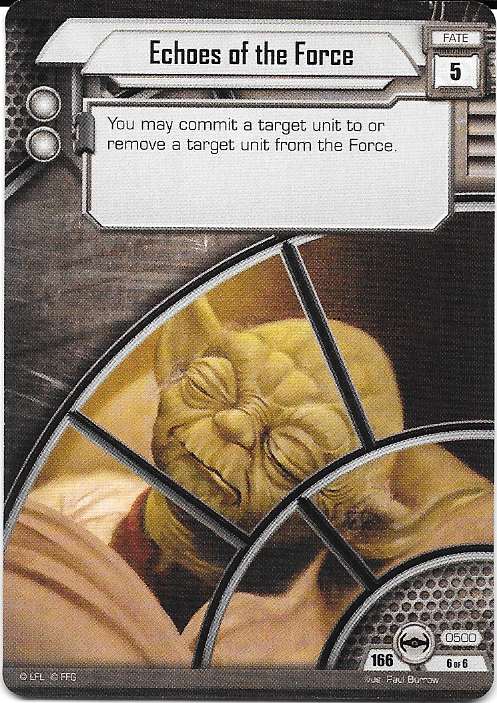 Echoes of the Force
FATE
5
You may commit a target unit to or
remove a target unit from the Force.
0500
166
6 OF 6
© LFL © FFG
Illus. Paul Burrow